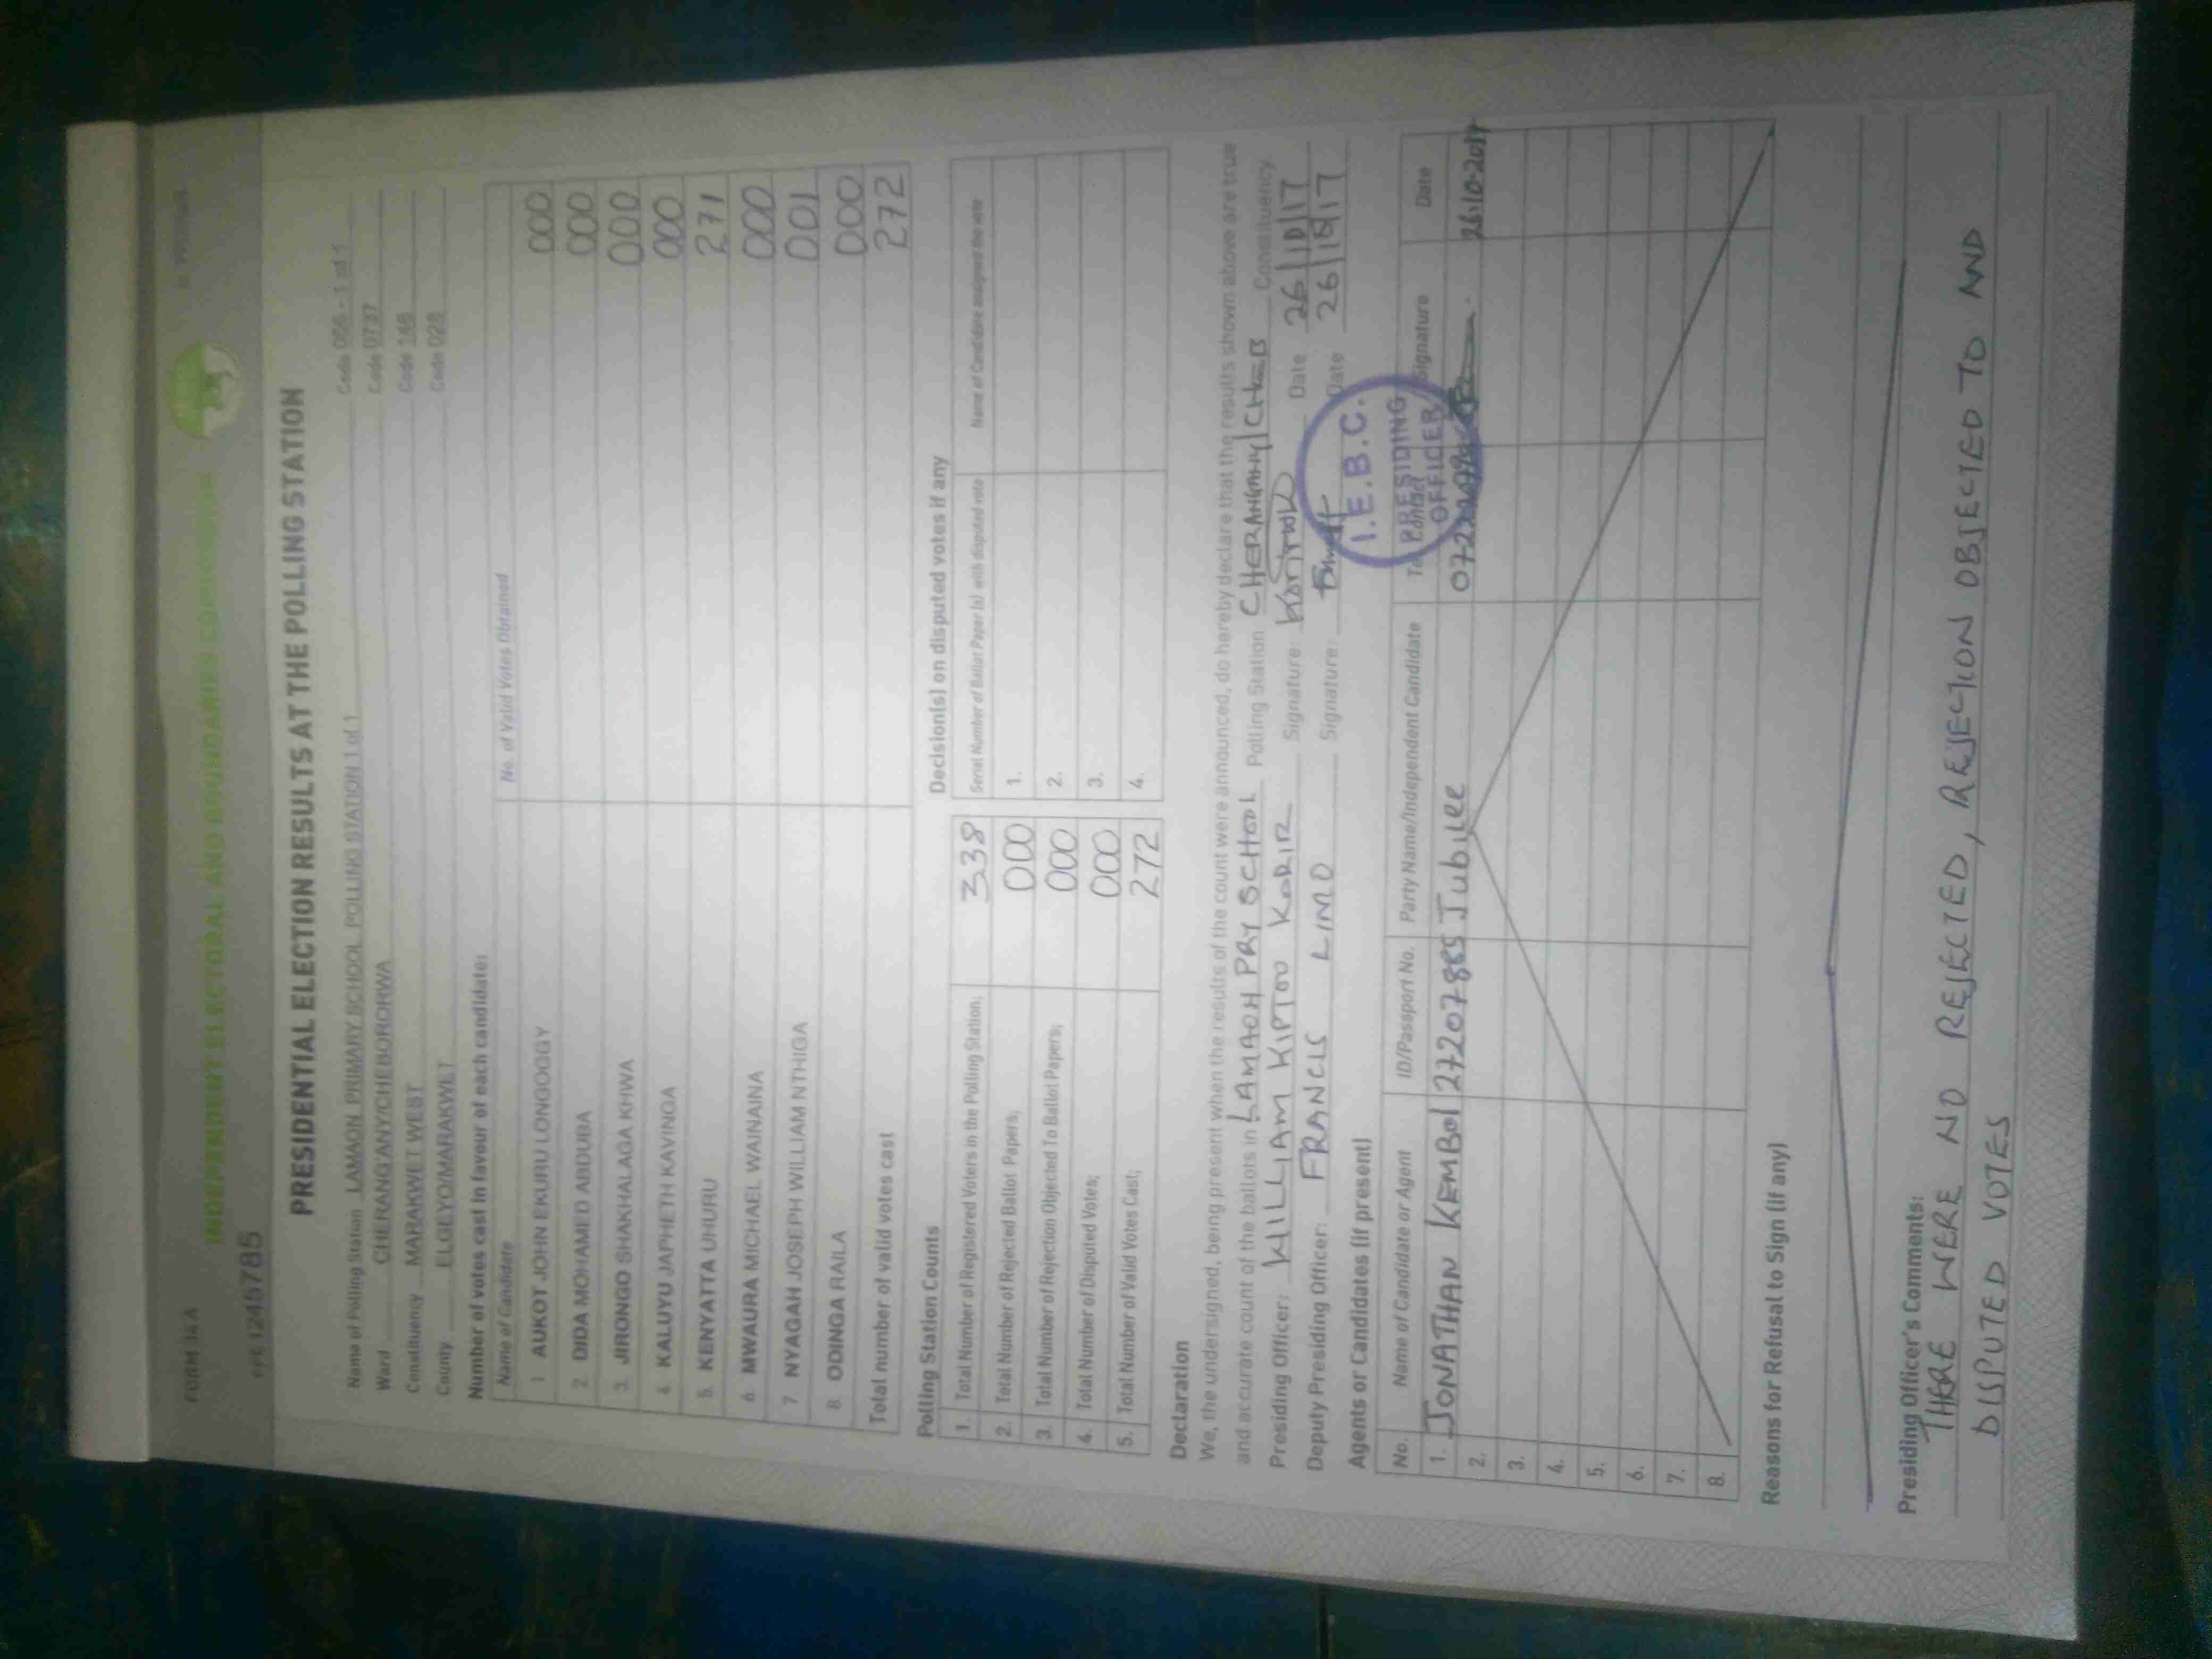 FORM 34A
INDEPENDENT ELECTORAL AND BOUNDARIES COMMISSION
PRESIDENTIAL ELECTION RESULTS AT THE POLLING STATION
Name of Polling Station LAMAON PRIMARY SCHOOL POLLING STATION 1 of 1 Code 056 - 1 of 1
Ward CHERANG'ANY/CHEBORORWA Code 0737
Constituency MARAKWET WEST Code 148
County ELGEYO/MARAKWET Code 028
Number of votes cast in favour of each candidate:
Name of Candidate No. of Valid Votes Obtained
1 AUKOT JOHN EKURU LONGOGGY 000
2 DIDA MOHAMED ABDUBA 000
3. JIRONGO SHAKHALAGA KHWA 000
4. KALUYU JAPHETH KAVINGA 000
5. KENYATTA UHURU 271
6 MWAURA MICHAEL WAINAINA 000
7. NYAGAH JOSEPH WILLIAM NTHIGA 001
8. ODINGA RAILA 000
Total number of valid votes cast 272
Polling Station Counts
1. Total Number of Registered Voters in the Polling Station; 338
2. Total Number of Rejected Ballot Papers; 000
3. Total Number of Rejection Objected To Ballot Papers; 000
4. Total Number of Disputed Votes; 000
5. Total Number of Valid Votes Cast; 272
Decision(s) on disputed votes if any
Serial Number of Ballot Paper (s) with disputed vote Name of Candidate assigned the vote
1.
2.
3.
4.
Declaration
We, the undersigned, being present when the results of the count were announced, do hereby declare that the results shown above are true
and accurate count of the ballots in LAMAON PRY SCHOOL Polling Station CHERANGANY/CHEB Constituency.
Presiding Officer: WILLIAM KIPTOO KORIR Signature: Date 26/10/17
Deputy Presiding Officer: FRANCIS LIMO Signature: Date 26/10/17
I.E.B.C.
PRESIDING
OFFICER
Agents or Candidates (if present)
No. Name of Candidate or Agent ID/Passport No. Party Name/Independent Candidate Tel Contact Signature Date
1. JONATHAN KEMBOI 27207885 Jubilee 26.10.2017
2.
3.
4.
5.
6.
7.
8.
Reasons for Refusal to Sign (if any)
Presiding Officer's Comments:
THERE WERE NO REJECTED, REJECTION OBJECTED TO AND
DISPUTED VOTES